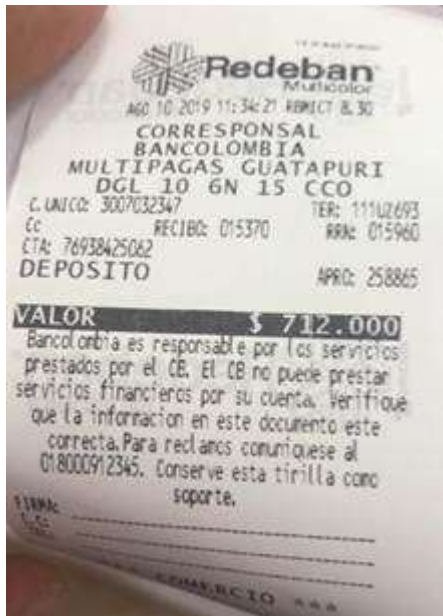 Redeban
Multicolor
AGO 10 2019 11:34:21 RBMICT 8.30
CORRESPONSAL
BANCOLOMBIA
MULTIPAGAS GUATAPURI
DGL 10 6N 15 CCO
C.UNICO: 3007032347 TER: 111UZ693
Cc RECIBO: 015370 RRN: 015960
CTA: 76938425062
DEPOSITO APRO: 258865
VALOR $ 712.000
Bancolombia es responsable por los servicios
prestados por el CB. El CB no puede prestar
servicios financieros por su cuenta. Verifique
que la informacion en este documento este
correcta.Para reclamos comuniquese al
018000912345. Conserve esta tirilla como
soporte.
FIRMA:
C.C:
COMERCIO ***